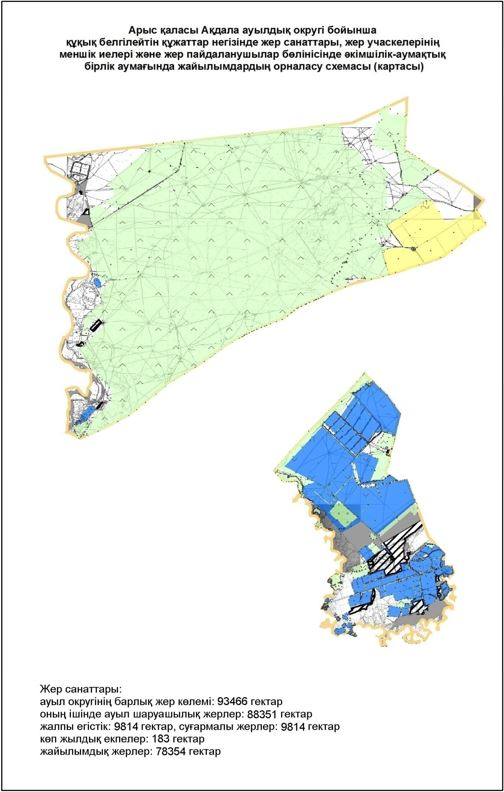 Арыс қаласы Ақдала ауылдық округі бойынша
құқық белгілейтін құжаттар негізінде жер санаттары, жер учаскелерінің
меншік иелері және жер пайдаланушылар бөлінісінде әкімшілік-аумақтық
бірлік аумағында жайылымдардың орналасу схемасы (картасы)
Жер санаттары:
ауыл округінің барлық жер көлемі: 93466 гектар
оның ішінде ауыл шаруашылық жерлер: 88351 гектар
жалпы егістік: 9814 гектар, суғармалы жерлер: 9814 гектар
көп жылдық екпелер: 183 гектар
жайылымдық жерлер: 78354 гектар